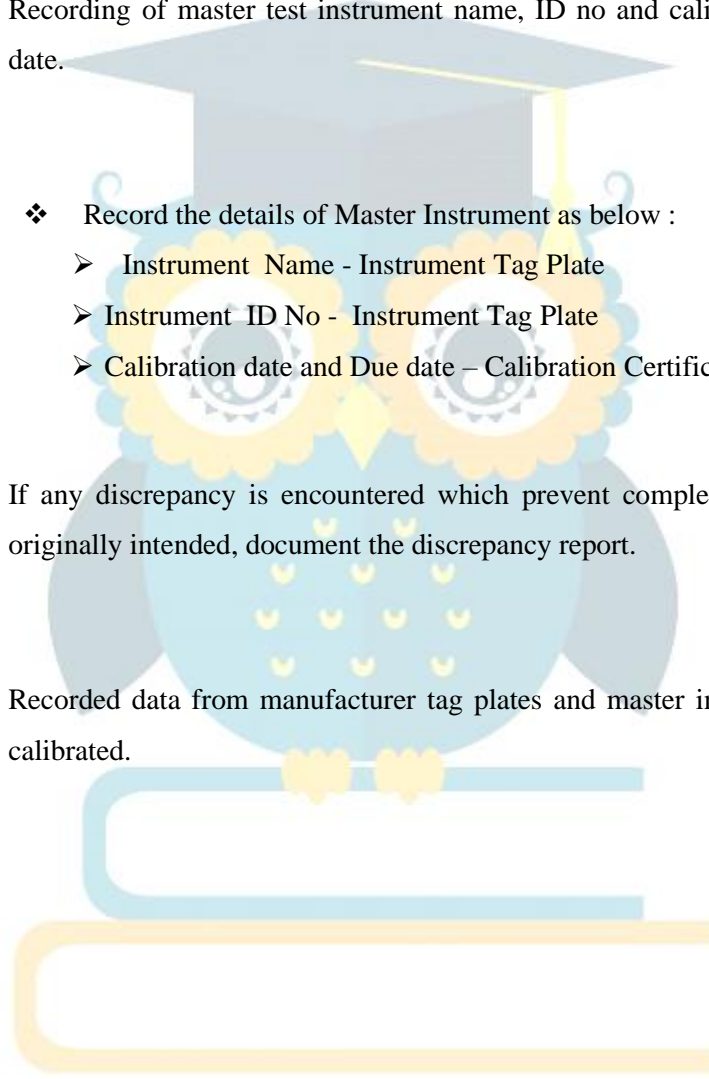 Recording of master test instrument name, ID no and cali
date.
❖ Record the details of Master Instrument as below :
➢ Instrument Name - Instrument Tag Plate
➢ Instrument ID No - Instrument Tag Plate
➢ Calibration date and Due date – Calibration Certific
If any discrepancy is encountered which prevent comple
originally intended, document the discrepancy report.
Recorded data from manufacturer tag plates and master in
calibrated.